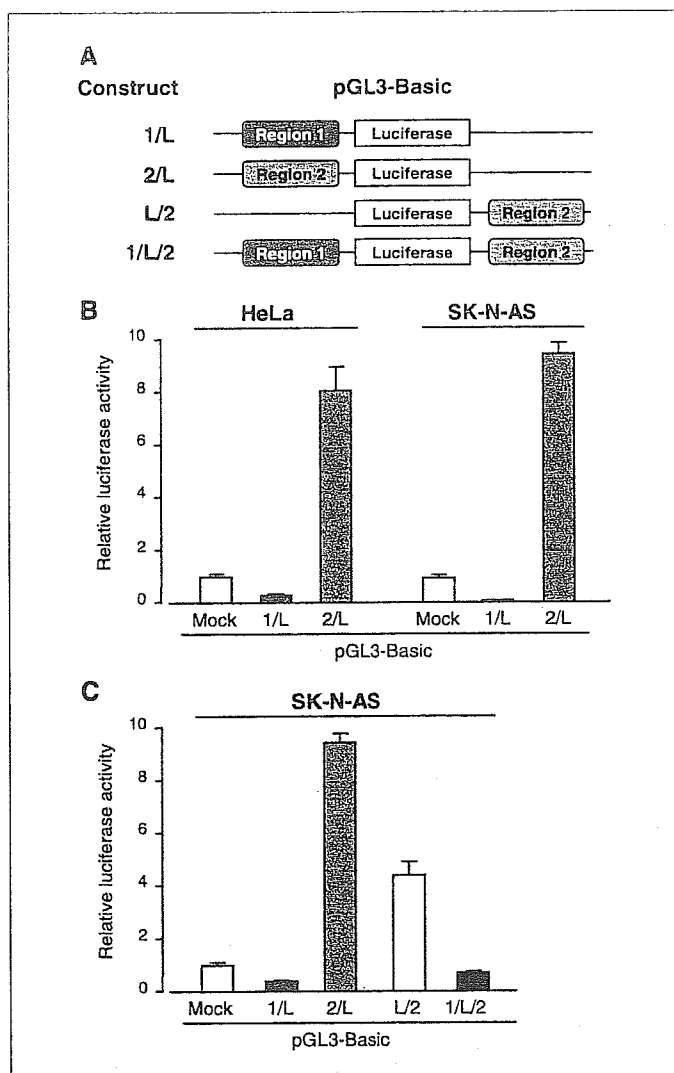 A
Construct pGL3-Basic
1/L Region 1 Luciferase
2/L Region 2 Luciferase
L/2 Luciferase Region 2
1/L/2 Region 1 Luciferase Region 2
B
HeLa SK-N-AS
Relative luciferase activity
10
8
6
4
2
0
Mock 1/L 2/L Mock 1/L 2/L
pGL3-Basic
C
SK-N-AS
Relative luciferase activity
10
8
6
4
2
0
Mock 1/L 2/L L/2 1/L/2
pGL3-Basic